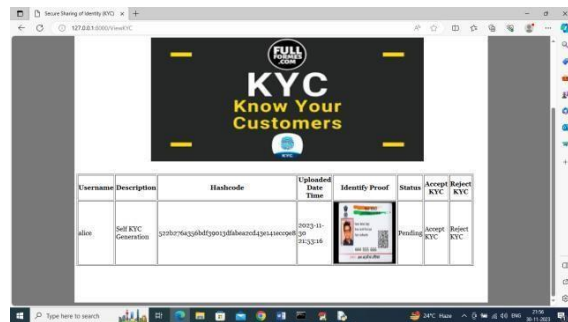 Secure Sharing of Identity (KYC)
127.0.0.1:8000/ViewKYC
FULL
FORMES
.COM
KYC
Know Your
Customers
KYC
Username Description Hashcode Uploaded Date Time Identify Proof Status Accept KYC Reject KYC
alice Self KYC Generation 2023-11-30 21:53:16 Pending Accept KYC Reject KYC
Type here to search
24°C Haze
ENG
21:56
30-11-2023